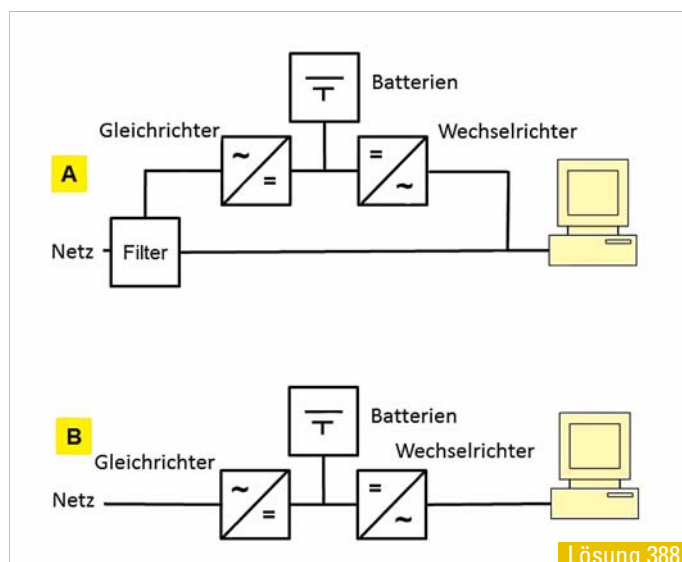 Batterien
Gleichrichter
Wechselrichter
~
=
=
~
A
Netz
Filter
Batterien
B
Gleichrichter
Wechselrichter
~
=
=
~
Netz
Lösung 388